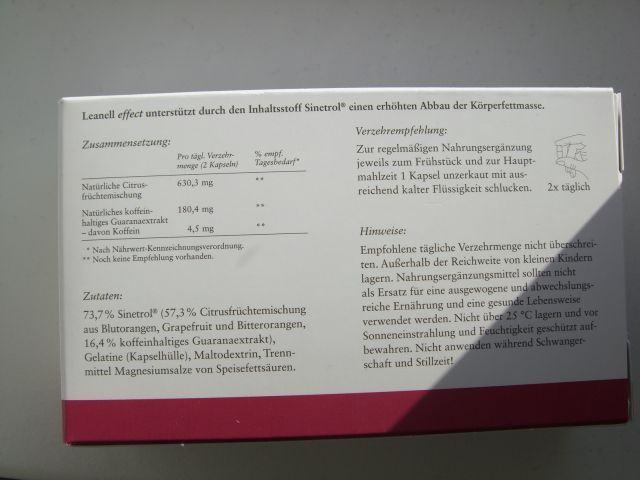 Leanell effect unterstützt durch den Inhaltsstoff Sinetrol® einen erhöhten Abbau der Körperfettmasse.
Zusammensetzung:
Pro tägl. Verzehr- % empf.
menge (2 Kapseln) Tagesbedarf*
Natürliche Citrus- 630,3 mg **
früchtemischung
Natürliches koffein- 180,4 mg **
haltiges Guaranaextrakt
– davon Koffein 4,5 mg **
* Nach Nährwert-Kennzeichnungsverordnung.
** Noch keine Empfehlung vorhanden.
Zutaten:
73,7% Sinetrol® (57,3% Citrusfrüchtemischung
aus Blutorangen, Grapefruit und Bitterorangen,
16,4% koffeinhaltiges Guaranaextrakt),
Gelatine (Kapselhülle), Maltodextrin, Trenn-
mittel Magnesiumsalze von Speisefettsäuren.
Verzehrempfehlung:
Zur regelmäßigen Nahrungsergänzung
jeweils zum Frühstück und zur Haupt-
mahlzeit 1 Kapsel unzerkaut mit aus-
reichend kalter Flüssigkeit schlucken.
2x täglich
Hinweise:
Empfohlene tägliche Verzehrmenge nicht überschrei-
ten. Außerhalb der Reichweite von kleinen Kindern
lagern. Nahrungsergänzungsmittel sollten nicht
als Ersatz für eine ausgewogene und abwechslungs-
reiche Ernährung und eine gesunde Lebensweise
verwendet werden. Nicht über 25 °C lagern und vor
Sonneneinstrahlung und Feuchtigkeit geschützt auf-
bewahren. Nicht anwenden während Schwanger-
schaft und Stillzeit!